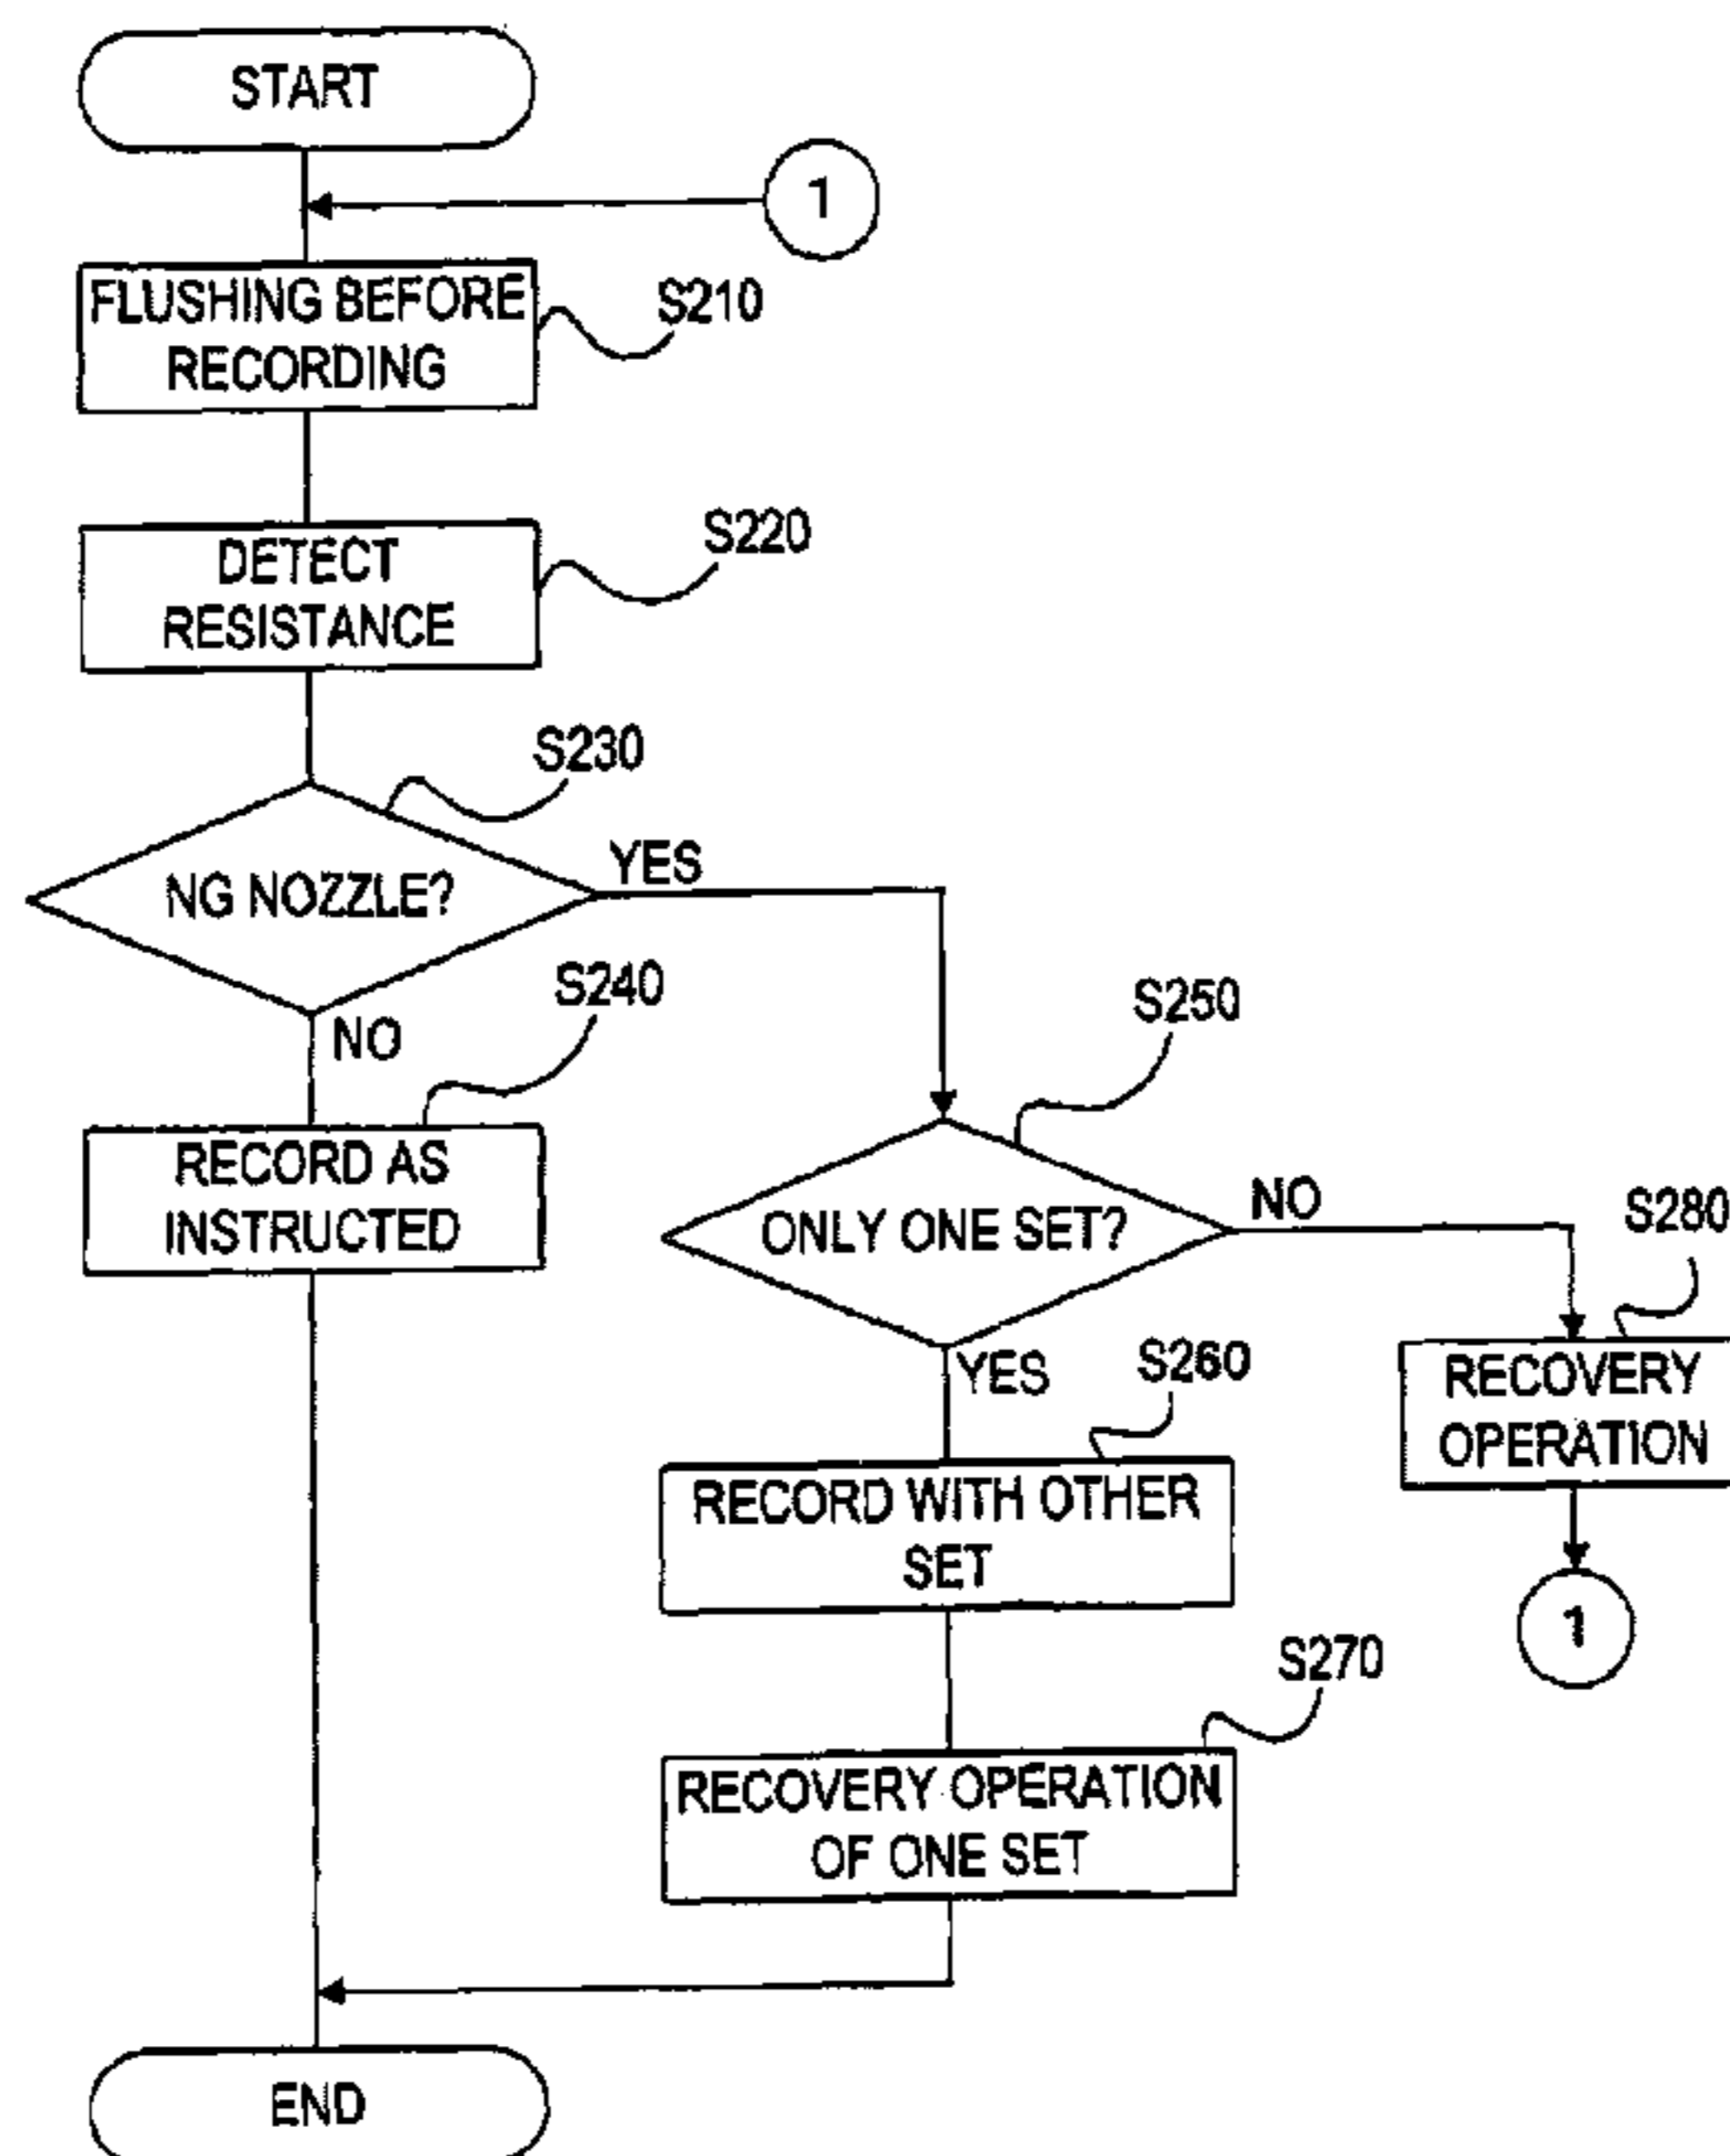 START
1
FLUSHING BEFORE
RECORDING
S210
DETECT
RESISTANCE
S220
S230
NG NOZZLE?
YES
NO
S240
RECORD AS
INSTRUCTED
S250
ONLY ONE SET?
NO
S280
RECOVERY
OPERATION
1
YES
S260
RECORD WITH OTHER
SET
S270
RECOVERY OPERATION
OF ONE SET
END